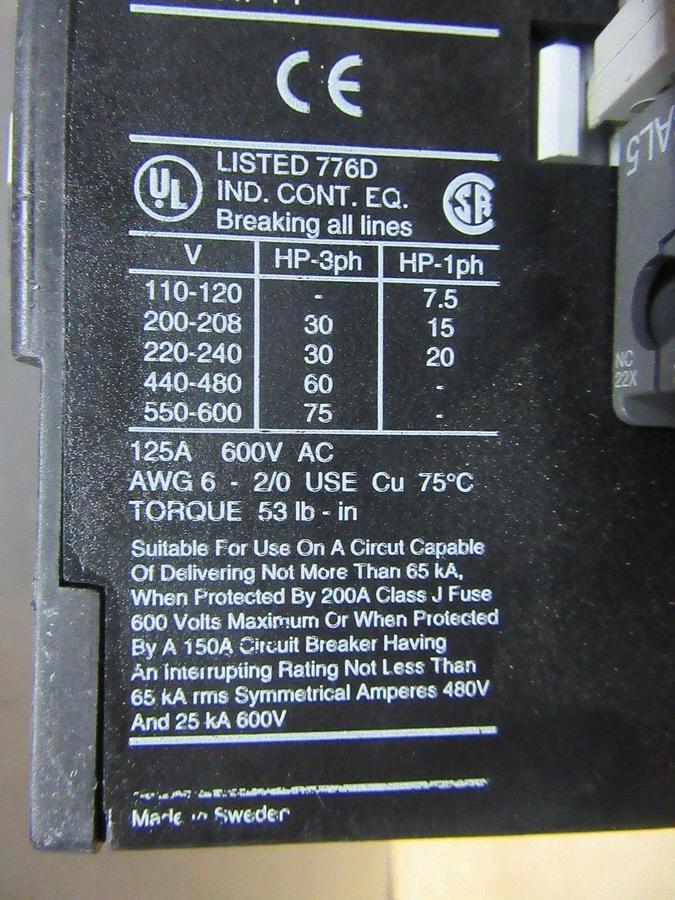 CE
UL
LISTED 776D
IND. CONT. EQ.
Breaking all lines
SA
V HP-3ph HP-1ph
110-120 - 7.5
200-208 30 15
220-240 30 20
440-480 60 -
550-600 75 -
125A 600V AC
AWG 6 - 2/0 USE Cu 75°C
TORQUE 53 lb - in
Suitable For Use On A Circut Capable
Of Delivering Not More Than 65 kA,
When Protected By 200A Class J Fuse
600 Volts Maximum Or When Protected
By A 150A Circuit Breaker Having
An Interrupting Rating Not Less Than
65 kA rms Symmetrical Amperes 480V
And 25 kA 600V
Made in Sweden
AL5
NC
22X